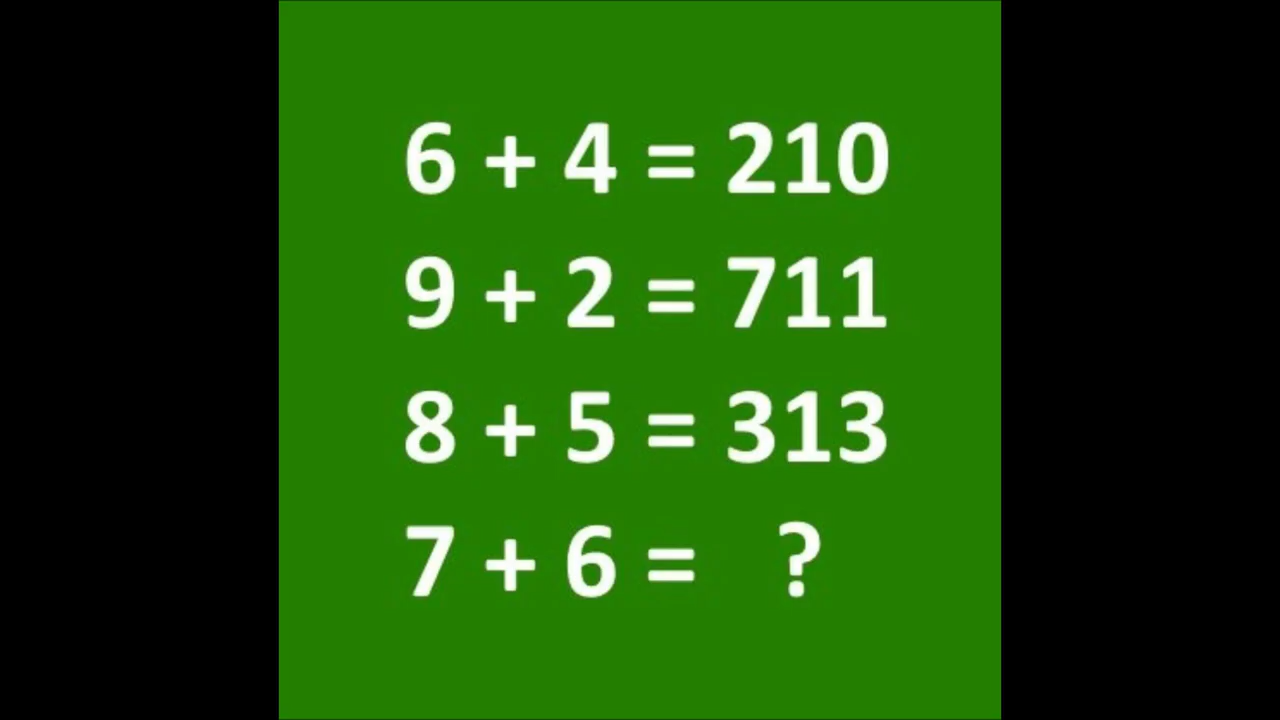 6 + 4 = 210
9 + 2 = 711
8 + 5 = 313
7 + 6 = ?